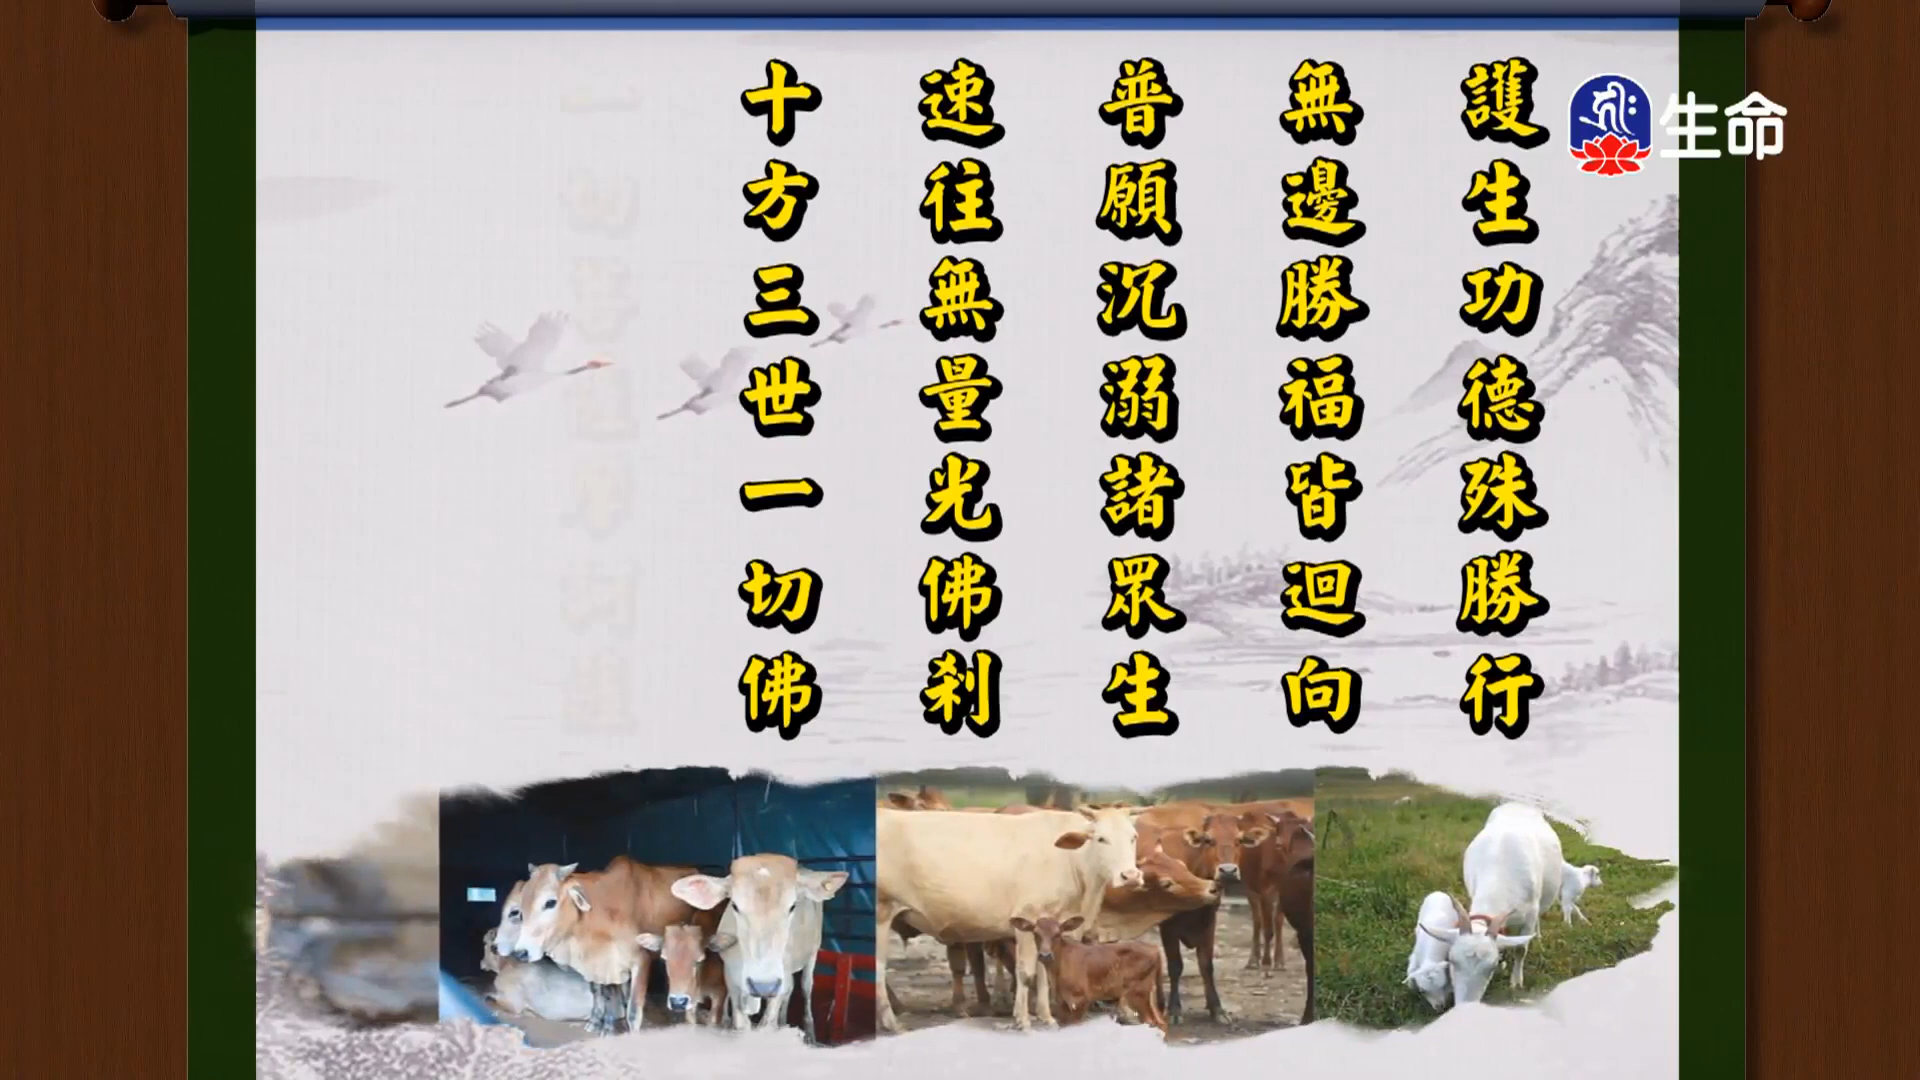 護生功德殊勝行
無邊勝福皆迴向
普願沉溺諸眾生
速往無量光佛剎
十方三世一切佛
生命